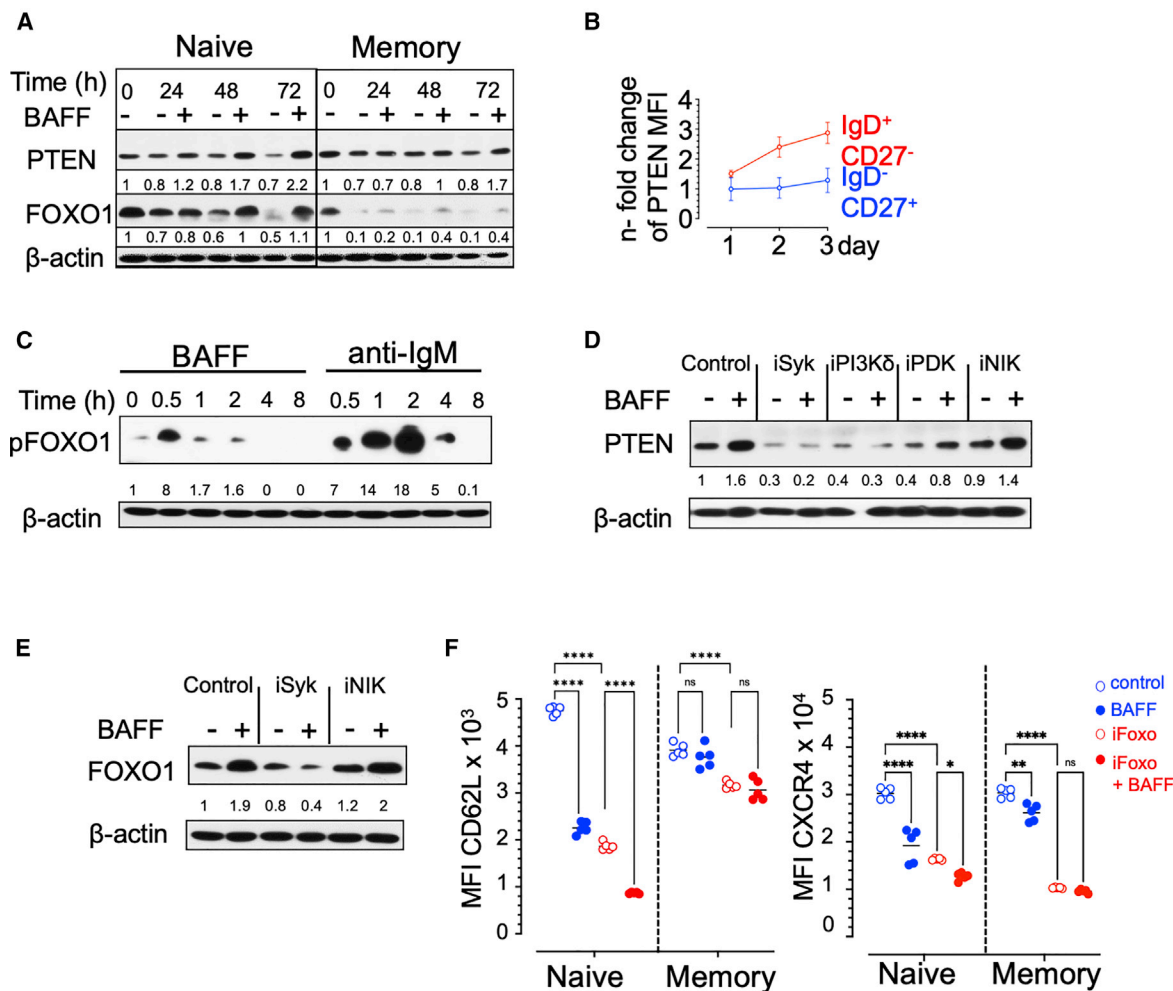 A
Naive Memory
Time (h) 0 24 48 72 0 24 48 72
BAFF - - + - + - + - - + - + - +
PTEN
1 0.8 1.2 0.8 1.7 0.7 2.2 1 0.7 0.7 0.8 1 0.8 1.7
FOXO1
1 0.7 0.8 0.6 1 0.5 1.1 1 0.1 0.2 0.1 0.4 0.1 0.4
β-actin
B
n- fold change
of PTEN MFI
4
3
2
1
0
1 2 3 day
IgD+
CD27-
IgD-
CD27+
C
BAFF anti-IgM
Time (h) 0 0.5 1 2 4 8 0.5 1 2 4 8
pFOXO1
1 8 1.7 1.6 0 0 7 14 18 5 0.1
β-actin
D
Control iSyk iPI3Kδ iPDK iNIK
BAFF - + - + - + - + - +
PTEN
1 1.6 0.3 0.2 0.4 0.3 0.4 0.8 0.9 1.4
β-actin
E
Control iSyk iNIK
BAFF - + - + - +
FOXO1
1 1.9 0.8 0.4 1.2 2
β-actin
F
MFI CD62L x 10³
5
4
3
2
1
0
**** **** ****
**** ns ns
Naive Memory
MFI CXCR4 x 10⁴
5
4
3
2
1
0
**** **** *
**** ** ns
Naive Memory
control
BAFF
iFoxo
iFoxo
+ BAFF